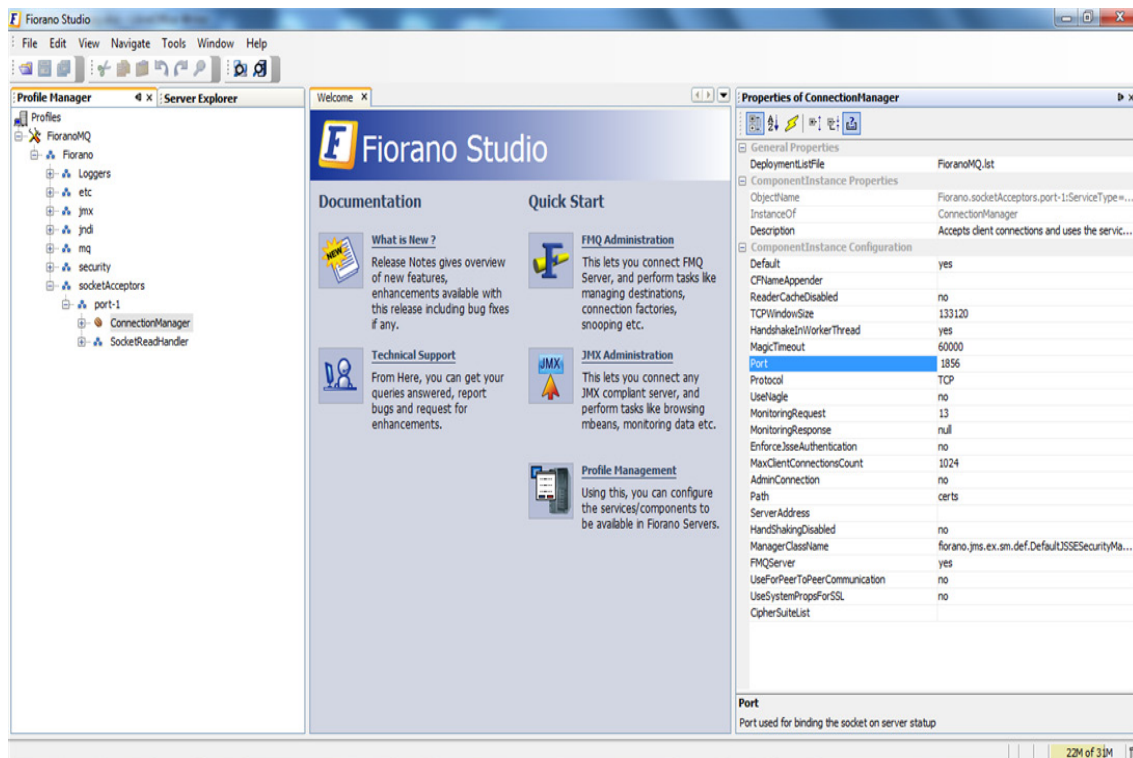 Fiorano Studio
File Edit View Navigate Tools Window Help
Profile Manager
Server Explorer
Profiles
FioranoMQ
Fiorano
Loggers
etc
jmx
jndi
mq
security
socketAcceptors
port-1
ConnectionManager
SocketReadHandler
Welcome
Fiorano Studio
Documentation
What is New ?
Release Notes gives overview
of new features,
enhancements available with
this release including bug fixes
if any.
Technical Support
From Here, you can get your
queries answered, report
bugs and request for
enhancements.
Quick Start
FMQ Administration
This lets you connect FMQ
Server, and perform tasks like
managing destinations,
connection factories,
snooping etc.
JMX
JMX Administration
This lets you connect any
JMX compliant server, and
perform tasks like browsing
mbeans, monitoring data etc.
Profile Management
Using this, you can configure
the services/components to
be available in Fiorano Servers.
Properties of ConnectionManager
General Properties
DeploymentListFile FioranoMQ.lst
ComponentInstance Properties
ObjectName Fiorano.socketAcceptors.port-1:ServiceType=...
InstanceOf ConnectionManager
Description Accepts client connections and uses the servic...
ComponentInstance Configuration
Default yes
CFNameAppender
ReaderCacheDisabled no
TCPWindowSize 133120
HandshakeInWorkerThread yes
MagicTimeout 60000
Port 1856
Protocol TCP
UseNagle no
MonitoringRequest 13
MonitoringResponse null
EnforceJsseAuthentication no
MaxClientConnectionsCount 1024
AdminConnection no
Path certs
ServerAddress
HandShakingDisabled no
ManagerClassName fiorano.jms.ex.sm.def.DefaultJSSESecurityMa...
FMQServer yes
UseForPeerToPeerCommunication no
UseSystemPropsForSSL no
CipherSuiteList
Port
Port used for binding the socket on server statup
22M of 31M